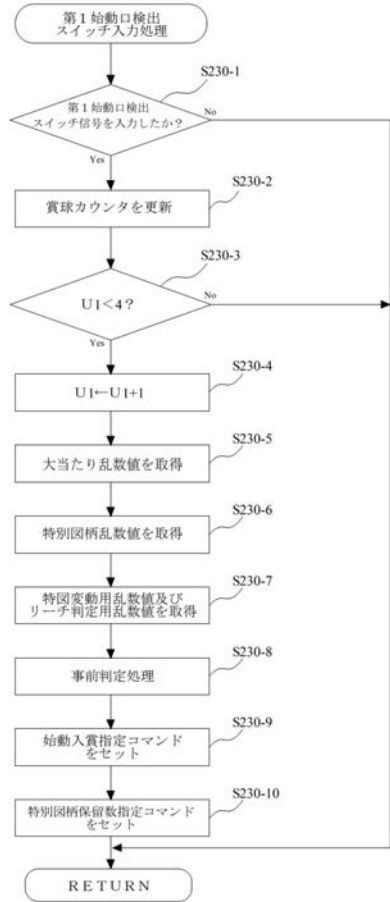 第１始動口検出
スイッチ入力処理
S230-1
第１始動口検出
スイッチ信号を入力したか？
No
Yes
S230-2
賞球カウンタを更新
S230-3
U1<4？
No
Yes
S230-4
U1←U1+1
S230-5
大当たり乱数値を取得
S230-6
特別図柄乱数値を取得
S230-7
特図変動用乱数値及び
リーチ判定用乱数値を取得
S230-8
事前判定処理
S230-9
始動入賞指定コマンド
をセット
S230-10
特別図柄保留数指定コマンド
をセット
ＲＥＴＵＲＮ